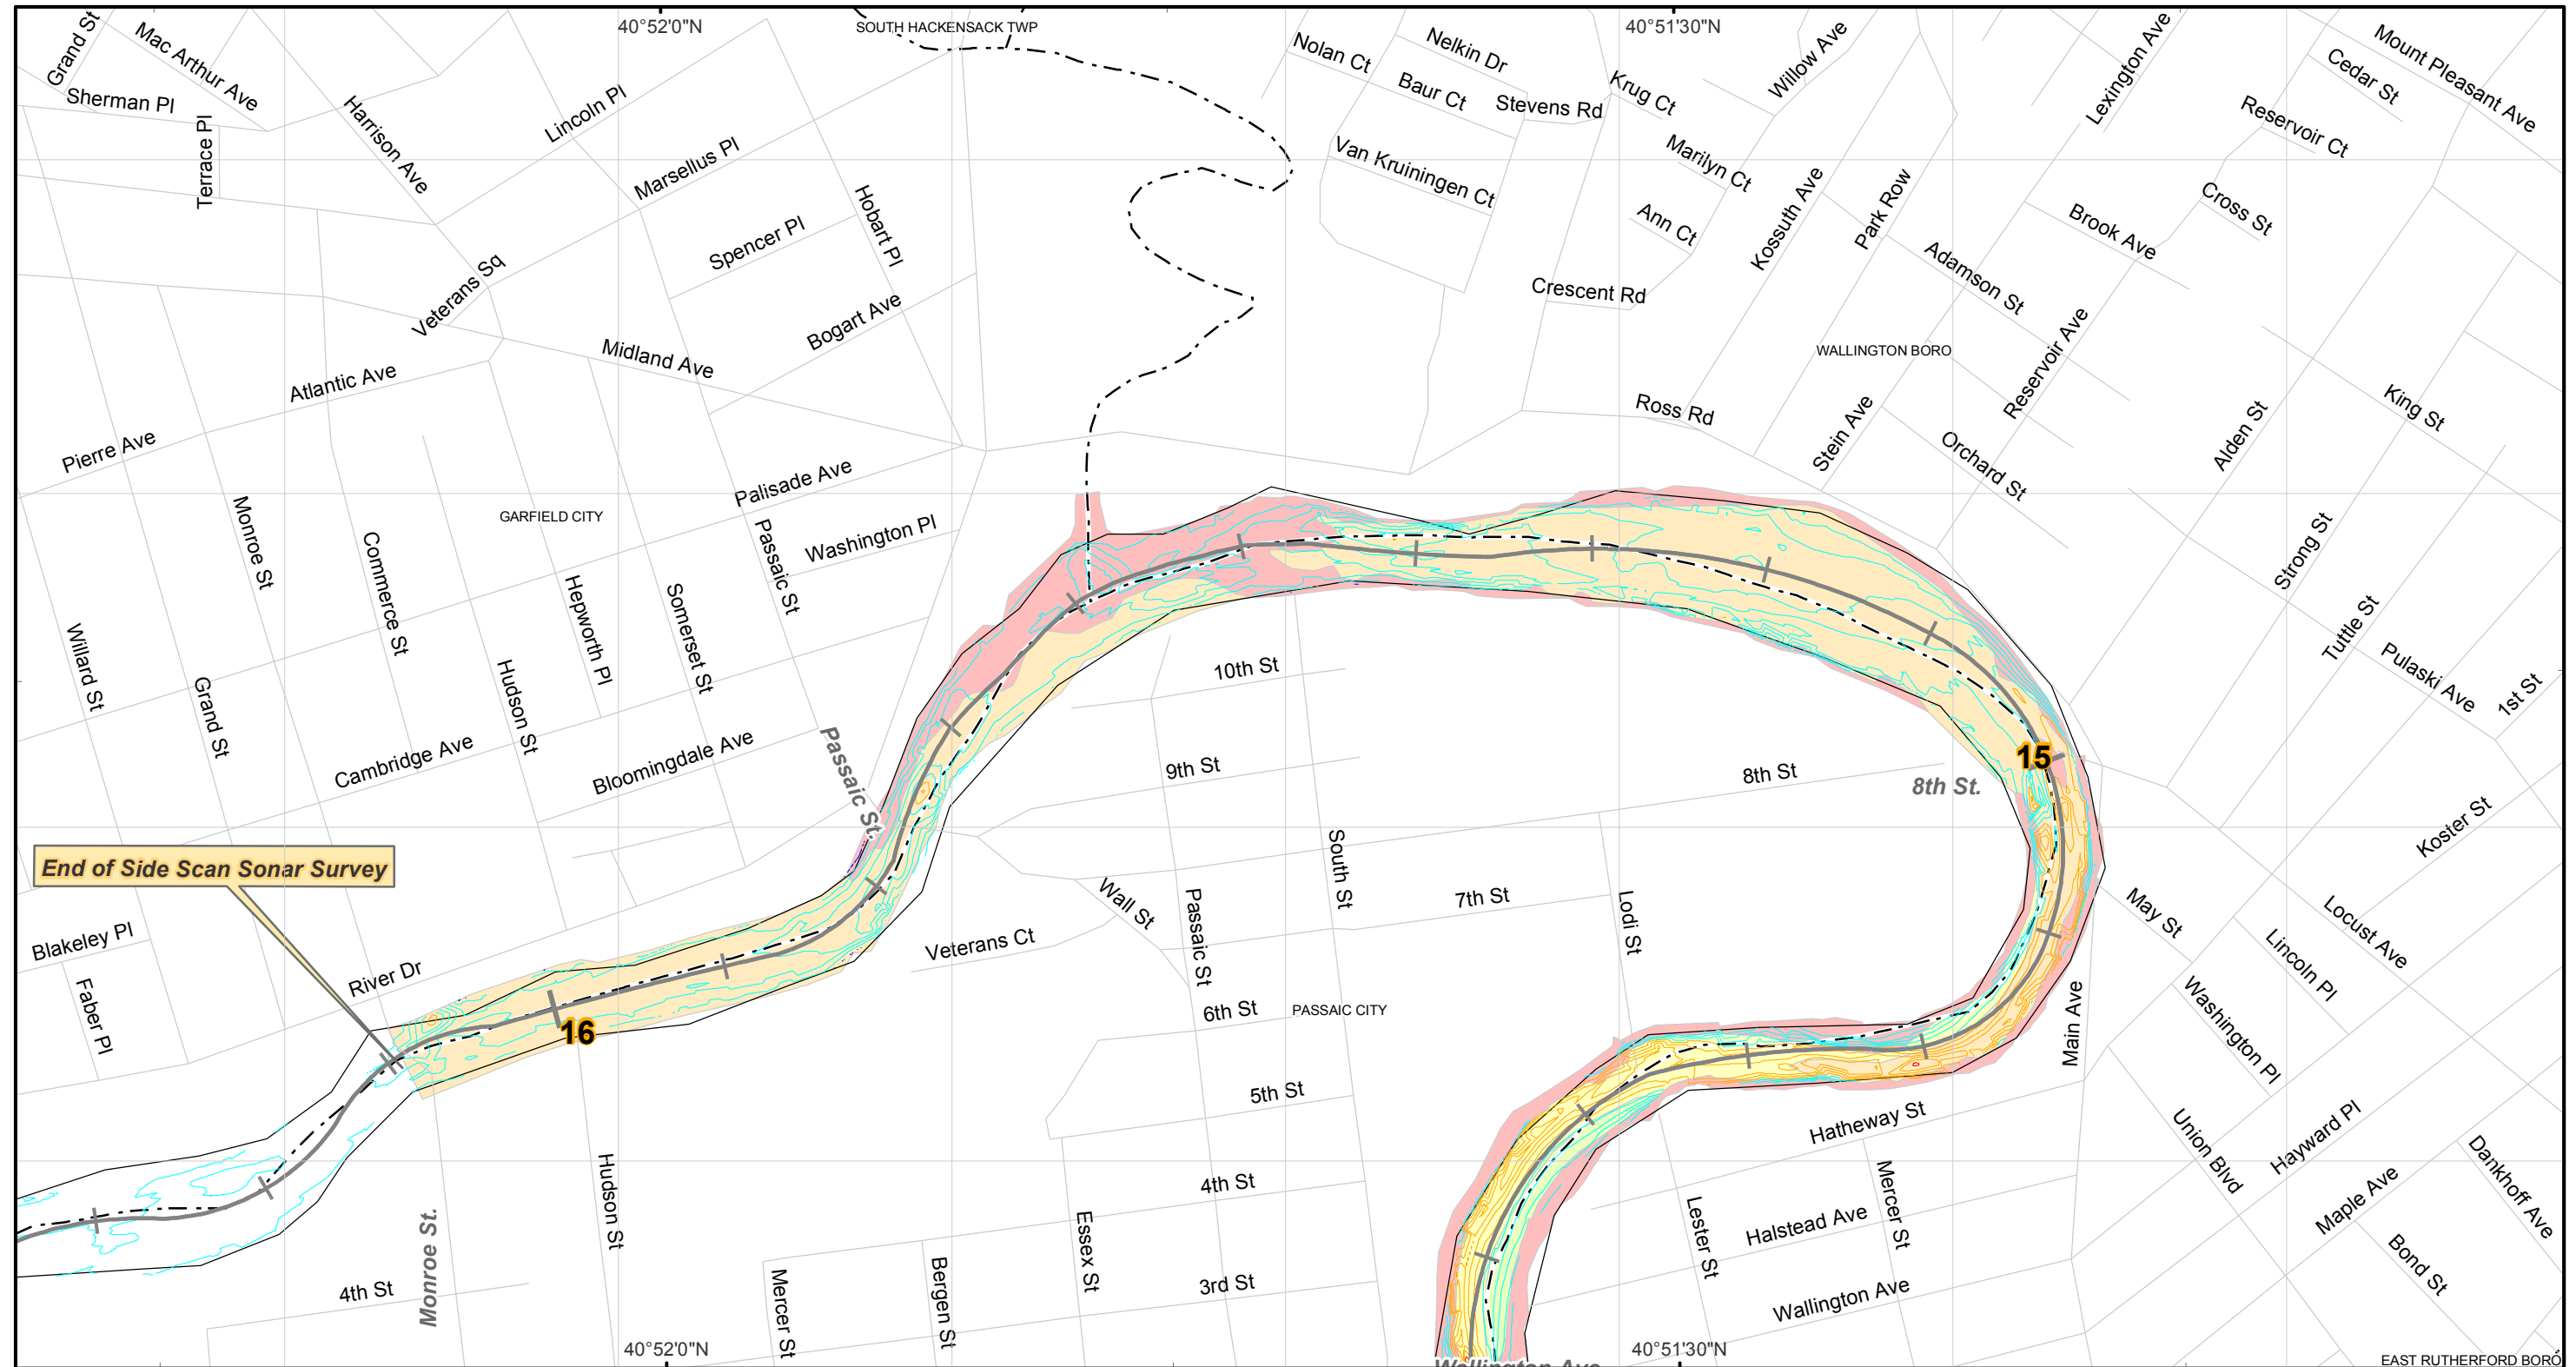 40°52'0"N
40°51'30"N
SOUTH HACKENSACK TWP
Grand St
Mac Arthur Ave
Sherman Pl
Terrace Pl
Harrison Ave
Lincoln Pl
Marsellus Pl
Hobart Pl
Spencer Pl
Veterans Sq
Bogart Ave
Midland Ave
Atlantic Ave
Pierre Ave
Nolan Ct
Nelkin Dr
Baur Ct
Stevens Rd
Krug Ct
Willow Ave
Van Kruiningen Ct
Marilyn Ct
Ann Ct
Crescent Rd
Kossuth Ave
Park Row
Lexington Ave
Mount Pleasant Ave
Cedar St
Reservoir Ct
Cross St
Brook Ave
Adamson St
WALLINGTON BORO
Reservoir Ave
Ross Rd
Stein Ave
Orchard St
Alden St
King St
Strong St
Tuttle St
Pulaski Ave
1st St
Monroe St
GARFIELD CITY
Palisade Ave
Washington Pl
Passaic St
Commerce St
Hepworth Pl
Somerset St
Willard St
Grand St
Hudson St
Cambridge Ave
Bloomingdale Ave
Passaic St.
10th St
9th St
8th St
8th St.
15
Koster St
End of Side Scan Sonar Survey
South St
7th St
Lodi St
Wall St
Passaic St
Veterans Ct
May St
Locust Ave
Lincoln Pl
Blakeley Pl
Faber Pl
River Dr
16
6th St
PASSAIC CITY
Main Ave
Washington Pl
5th St
Hatheway St
Union Blvd
Hayward Pl
Dankhoff Ave
Maple Ave
Hudson St
4th St
Essex St
Mercer St
Lester St
Halstead Ave
Monroe St.
4th St
Mercer St
Bergen St
3rd St
Wallington Ave
Bond St
40°52'0"N
40°51'30"N
Wallington Ave
EAST RUTHERFORD BORO